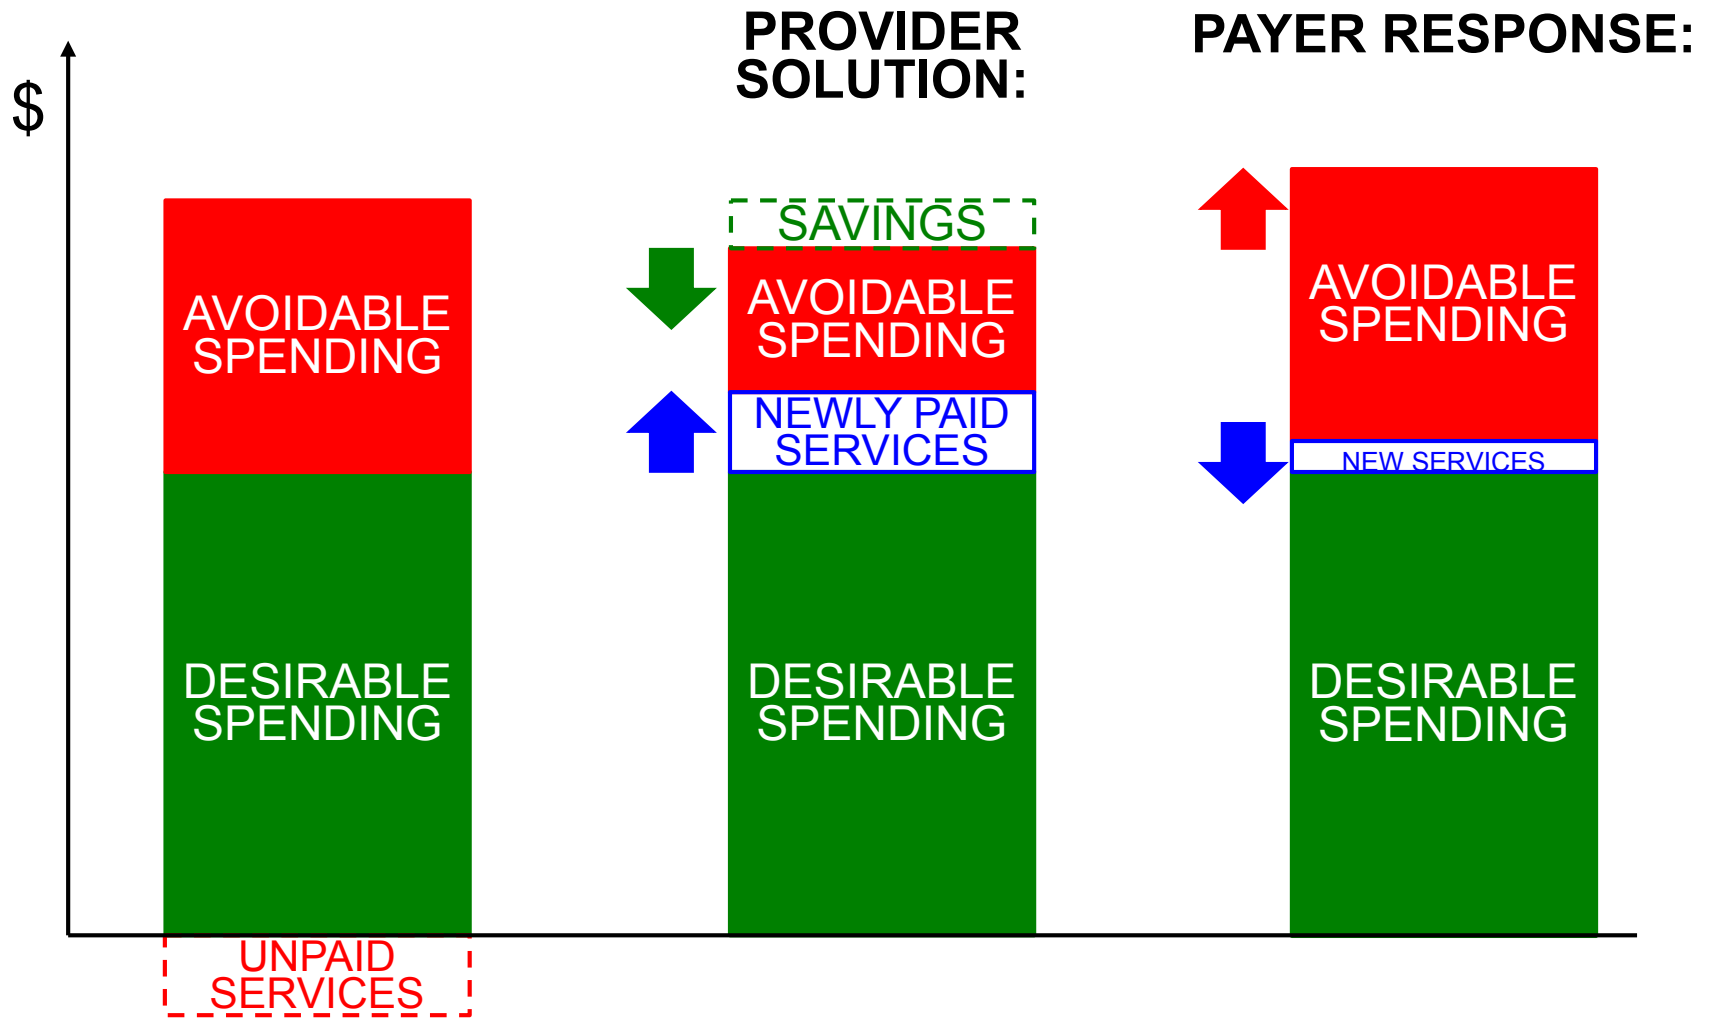 PROVIDER
SOLUTION:
PAYER RESPONSE:
$
AVOIDABLE
SPENDING
DESIRABLE
SPENDING
UNPAID
SERVICES
SAVINGS
AVOIDABLE
SPENDING
NEWLY PAID
SERVICES
DESIRABLE
SPENDING
AVOIDABLE
SPENDING
NEW SERVICES
DESIRABLE
SPENDING